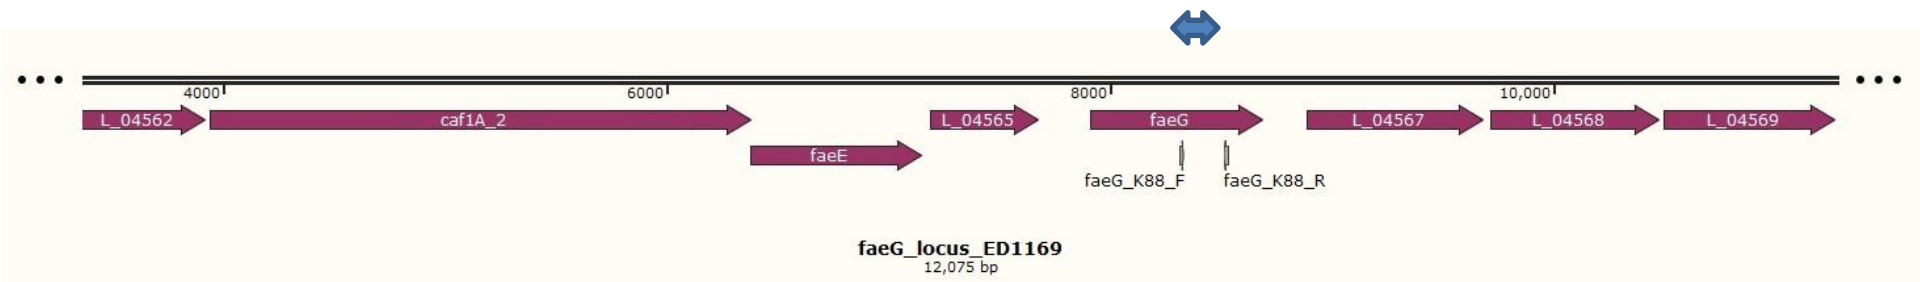 4000 6000 8000 10,000
L_04562 caf1A_2 L_04565 faeG L_04567 L_04568 L_04569
faeE
faeG_K88_F faeG_K88_R
faeG_locus_ED1169
12,075 bp